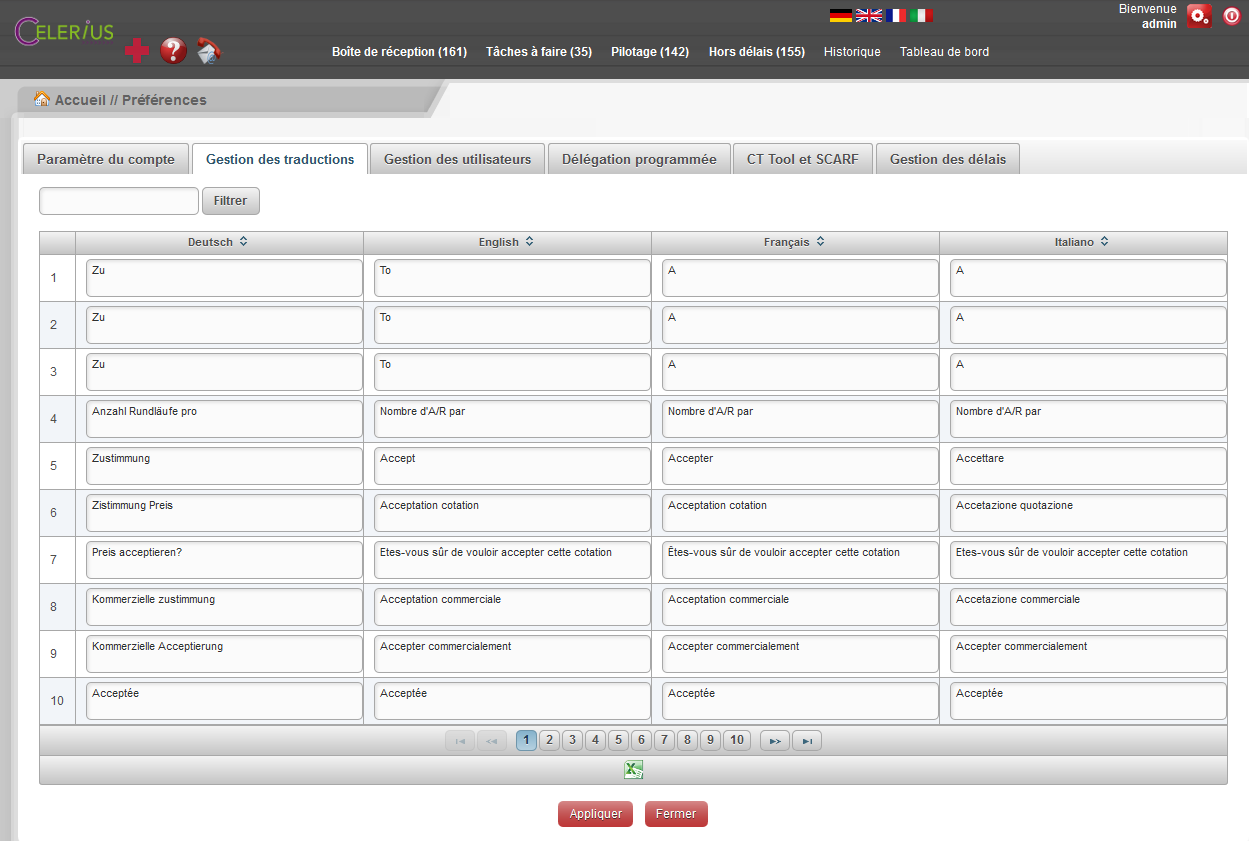 CELERIUS
Bienvenue
admin
Boîte de réception (161) Tâches à faire (35) Pilotage (142) Hors délais (155) Historique Tableau de bord
Accueil // Préférences
Paramètre du compte Gestion des traductions Gestion des utilisateurs Délégation programmée CT Tool et SCARF Gestion des délais
Filtrer
Deutsch English Français Italiano
1 Zu To A A
2 Zu To A A
3 Zu To A A
4 Anzahl Rundläufe pro Nombre d'A/R par Nombre d'A/R par Nombre d'A/R par
5 Zustimmung Accept Accepter Accettare
6 Zistimmung Preis Acceptation cotation Acceptation cotation Accetazione quotazione
7 Preis acceptieren? Etes-vous sûr de vouloir accepter cette cotation Êtes-vous sûr de vouloir accepter cette cotation Etes-vous sûr de vouloir accepter cette cotation
8 Kommerzielle zustimmung Acceptation commerciale Acceptation commerciale Accetazione commerciale
9 Kommerzielle Acceptierung Accepter commercialement Accepter commercialement Accepter commercialement
10 Acceptée Acceptée Acceptée Acceptée
1 2 3 4 5 6 7 8 9 10
Appliquer Fermer